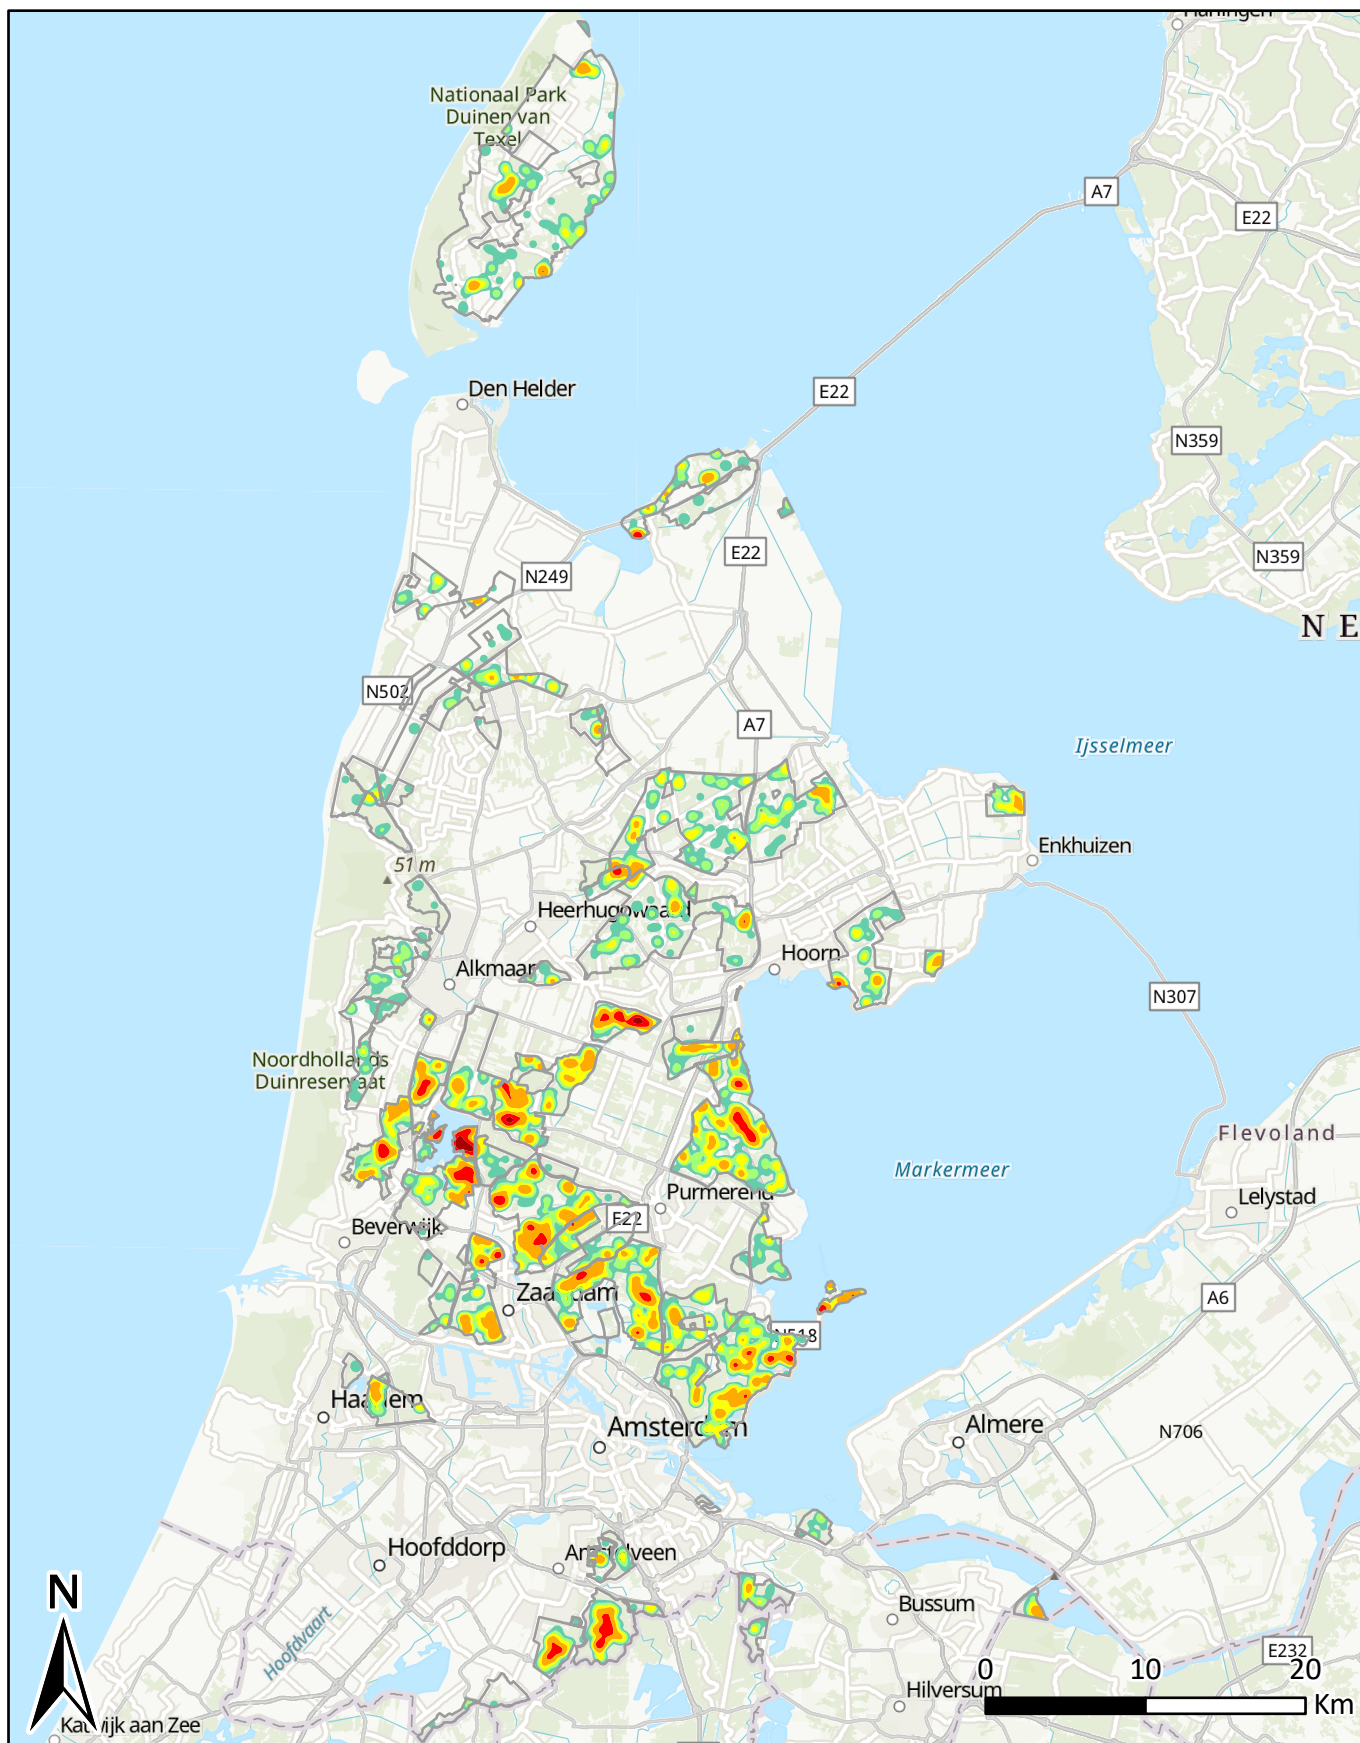 Harlingen
Nationaal Park
Duinen van
Texel
A7
E22
Den Helder
E22
N359
E22
N359
N249
N E
N502
A7
Ijsselmeer
Enkhuizen
51 m
Heerhugowaard
Hoorn
Alkmaar
N307
Noordhollands
Duinreservaat
Flevoland
Markermeer
Purmerend
Lelystad
E22
Beverwijk
Zaandam
A6
N518
Haarlem
Almere
Amsterdam
N706
Hoofddorp
Amstelveen
N
Bussum
Hoofdvaart
E232
0 10 20
Km
Hilversum
Katwijk aan Zee